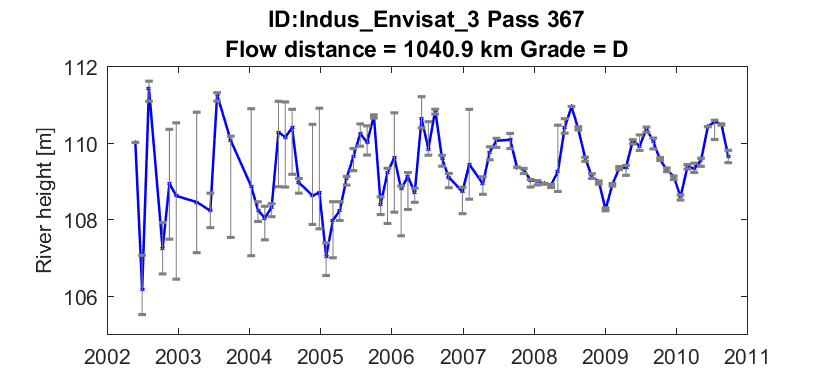 ID:Indus_Envisat_3 Pass 367
Flow distance = 1040.9 km Grade = D
River height [m]
112
110
108
106
2002 2003 2004 2005 2006 2007 2008 2009 2010 2011